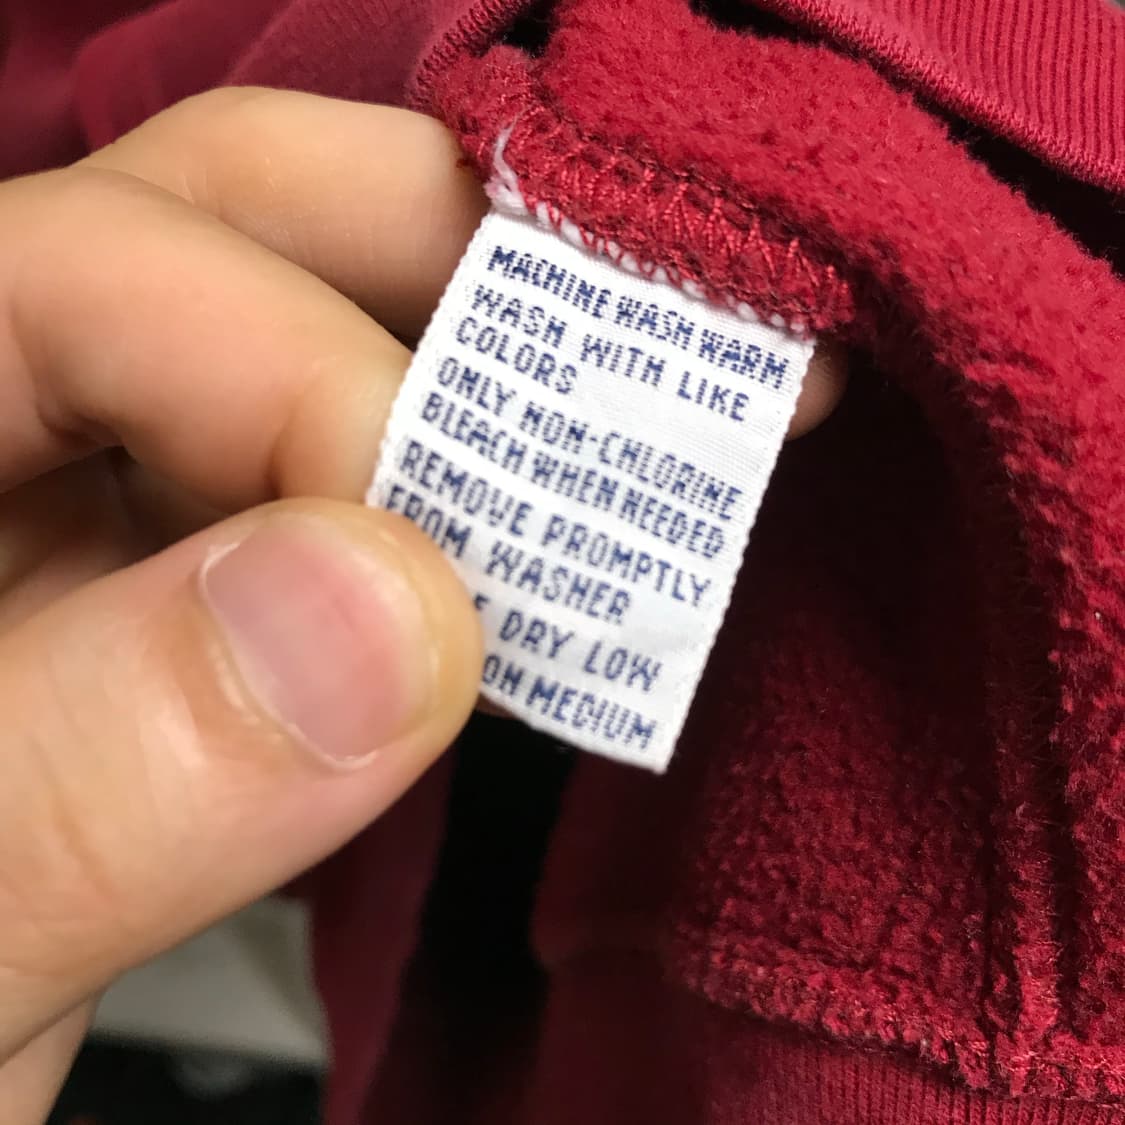 MACHINE WASH WARM
WASH WITH LIKE
COLORS
ONLY NON-CHLORINE
BLEACH WHEN NEEDED
REMOVE PROMPTLY
FROM WASHER
DRY LOW
ON MEDIUM